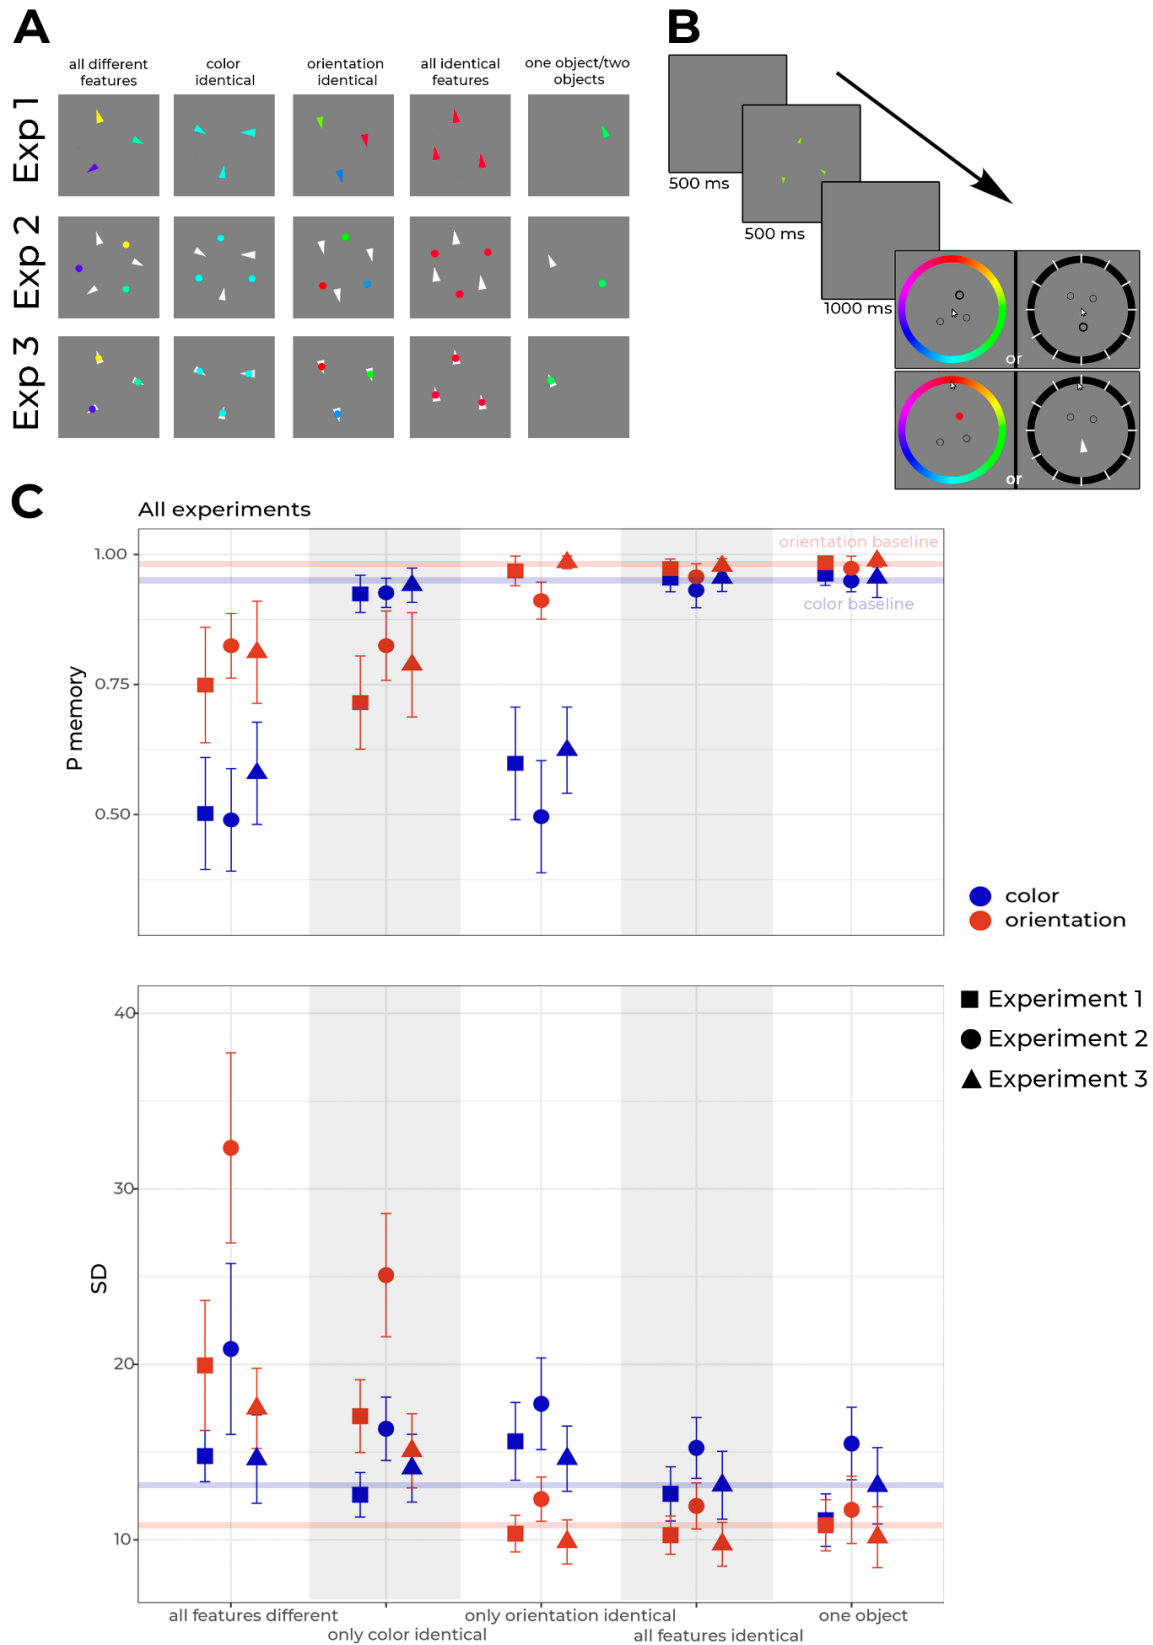 A
B
all different
features
color
identical
orientation
identical
all identical
features
one object/two
objects
Exp 1
Exp 2
Exp 3
500 ms
500 ms
1000 ms
or
or
C
All experiments
orientation baseline
color baseline
1.00
0.75
0.50
P memory
color
orientation
Experiment 1
Experiment 2
Experiment 3
40
30
20
10
SD
all features different
only color identical
only orientation identical
all features identical
one object